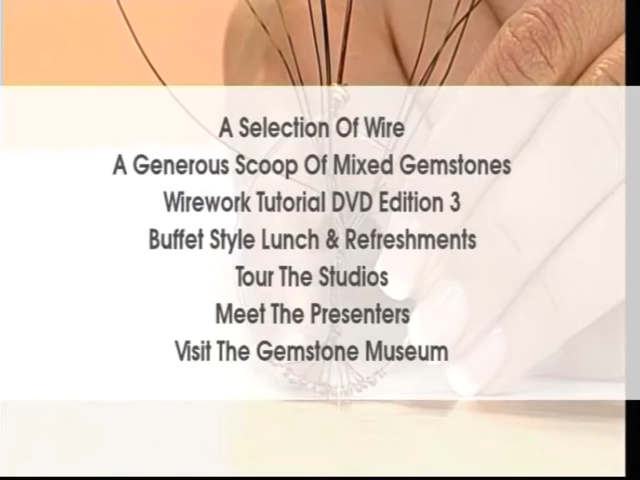 A Selection Of Wire
A Generous Scoop Of Mixed Gemstones
Wirework Tutorial DVD Edition 3
Buffet Style Lunch & Refreshments
Tour The Studios
Meet The Presenters
Visit The Gemstone Museum